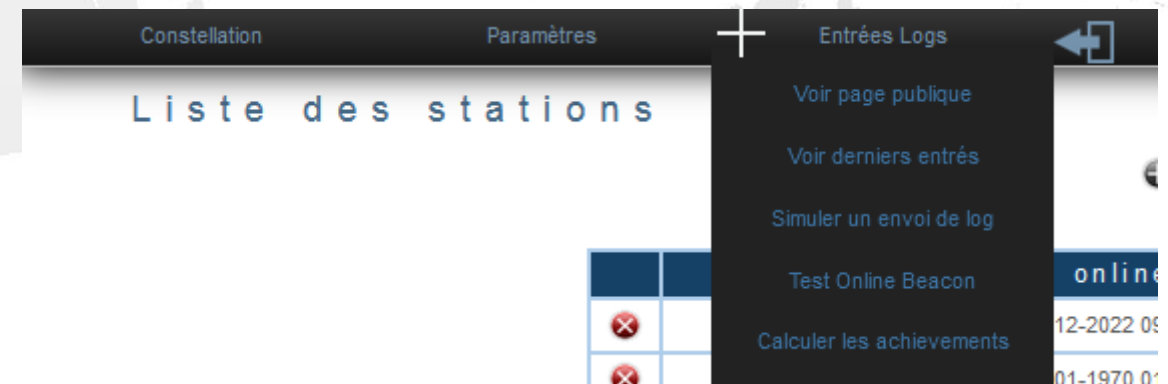 Constellation
Paramètres
Entrées Logs
Liste des stations
Voir page publique
Voir derniers entrés
Simuler un envoi de log
Test Online Beacon
Calculer les achievements
online
12-2022 09
01-1970 01